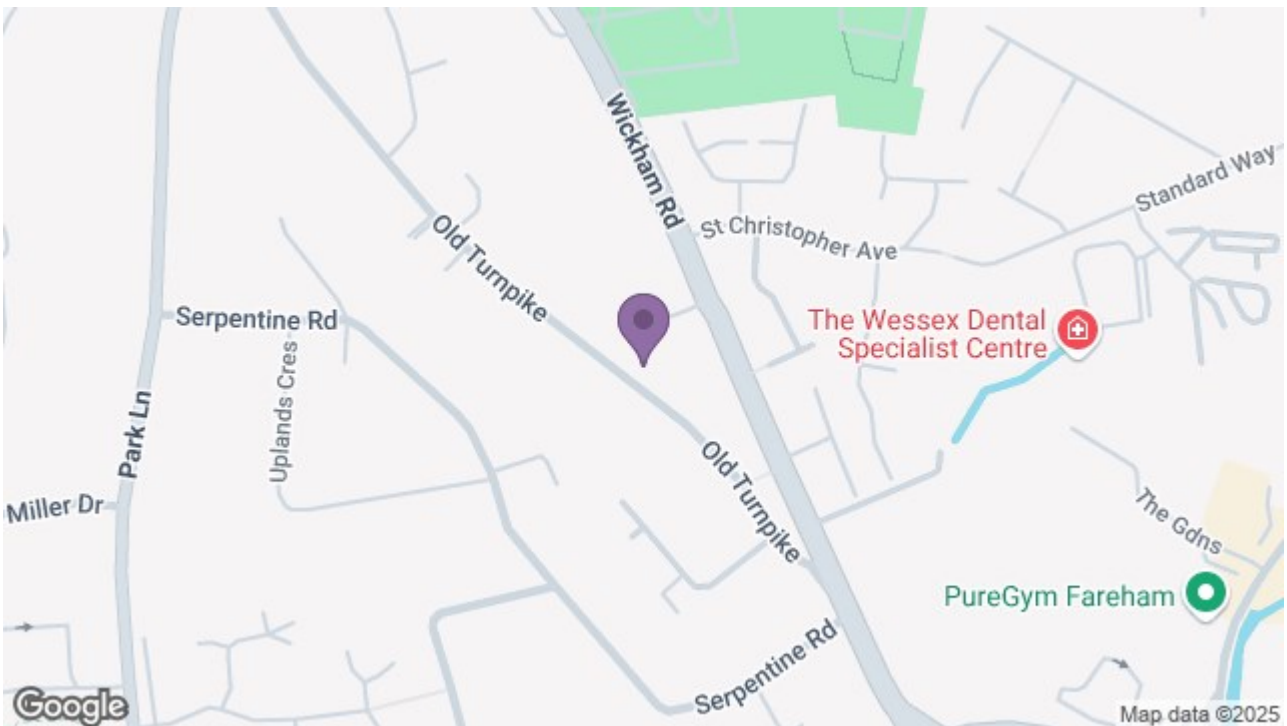 Wickham Rd
Standard Way
St Christopher Ave
Old Turnpike
Serpentine Rd
The Wessex Dental
Specialist Centre
Uplands Cres
Park Ln
Old Turnpike
Miller Dr
The Gdns
PureGym Fareham
Serpentine Rd
Google
Map data ©2025